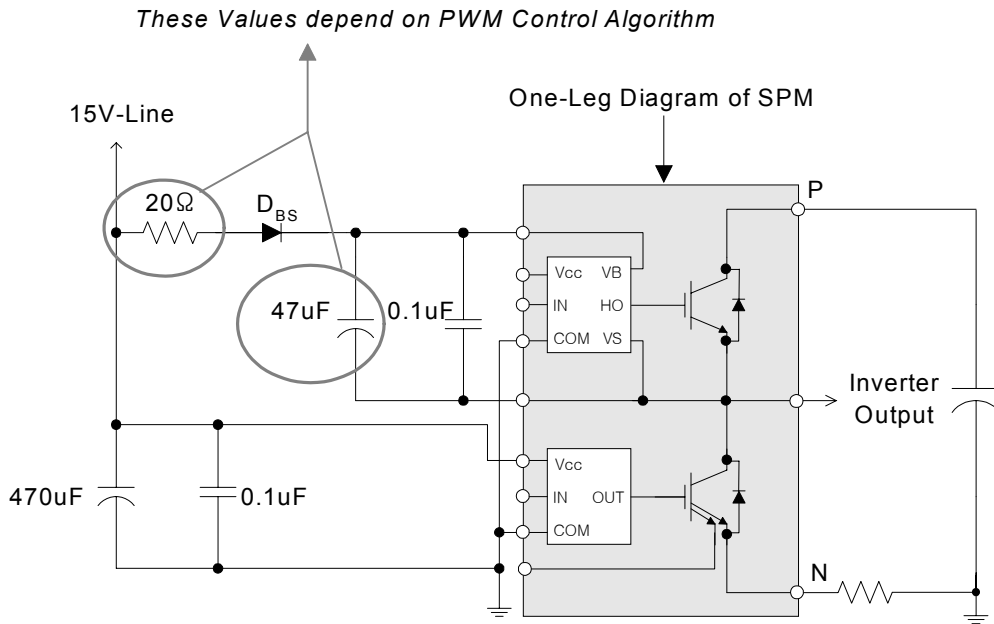 These Values depend on PWM Control Algorithm
One-Leg Diagram of SPM
15V-Line
P
20Ω
DBS
Vcc VB
IN HO
COM VS
47uF
0.1uF
Inverter
Output
Vcc
IN OUT
COM
470uF
0.1uF
N